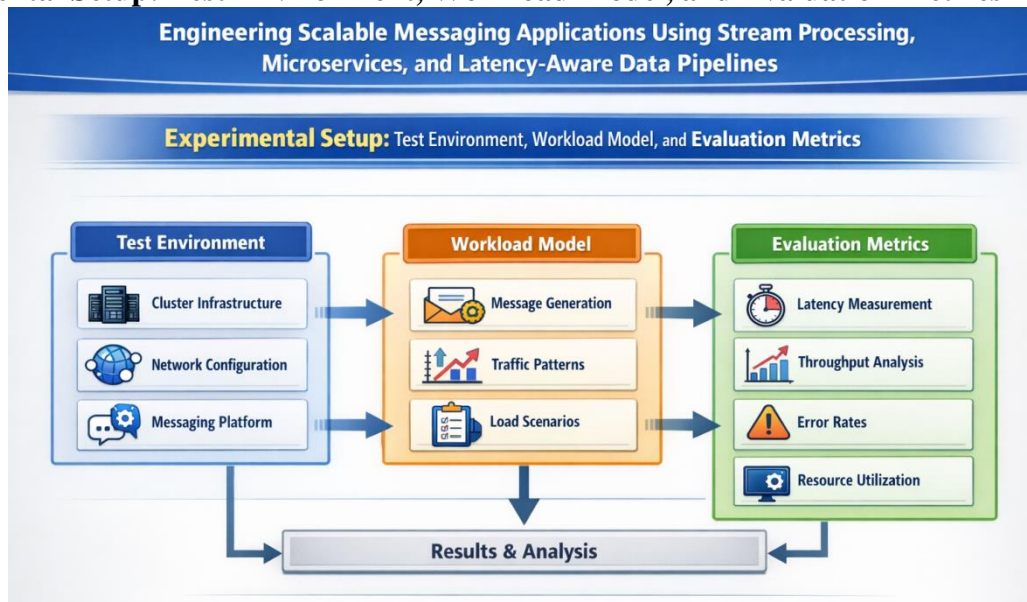 Engineering Scalable Messaging Applications Using Stream Processing,
Microservices, and Latency-Aware Data Pipelines
Experimental Setup: Test Environment, Workload Model, and Evaluation Metrics
Test Environment
Cluster Infrastructure
Network Configuration
Messaging Platform
Workload Model
Message Generation
Traffic Patterns
Load Scenarios
Evaluation Metrics
Latency Measurement
Throughput Analysis
Error Rates
Resource Utilization
Results & Analysis